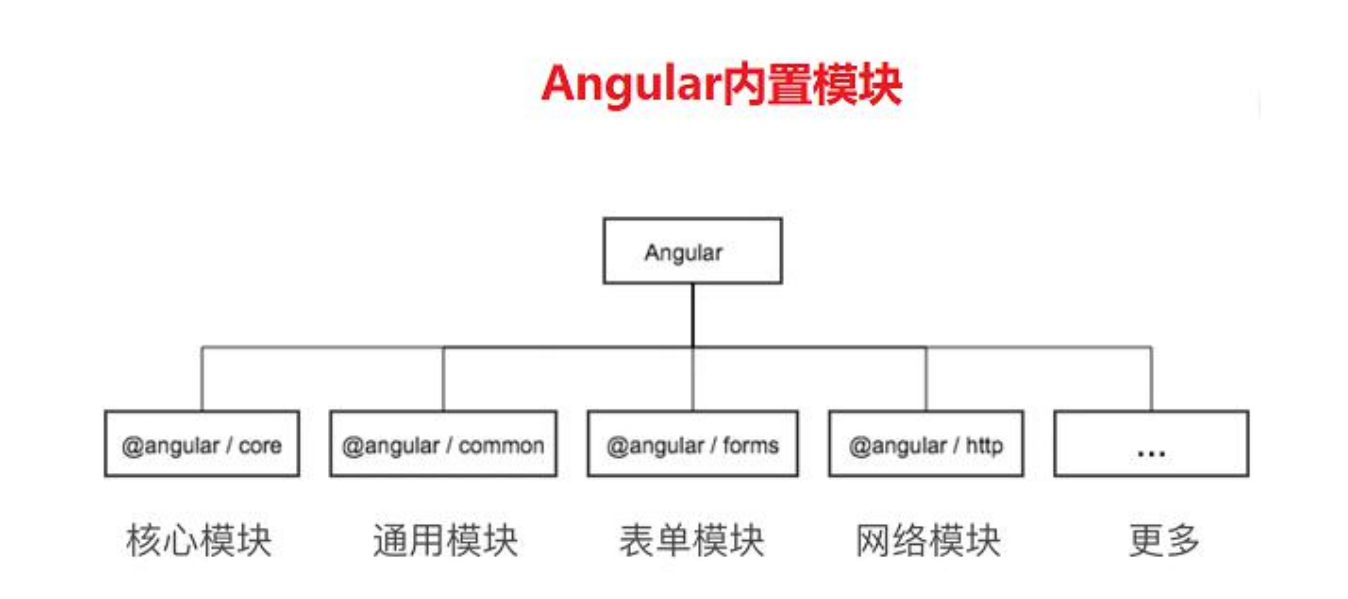 Angular内置模块
Angular
@angular / core
@angular / common
@angular / forms
@angular / http
...
核心模块
通用模块
表单模块
网络模块
更多